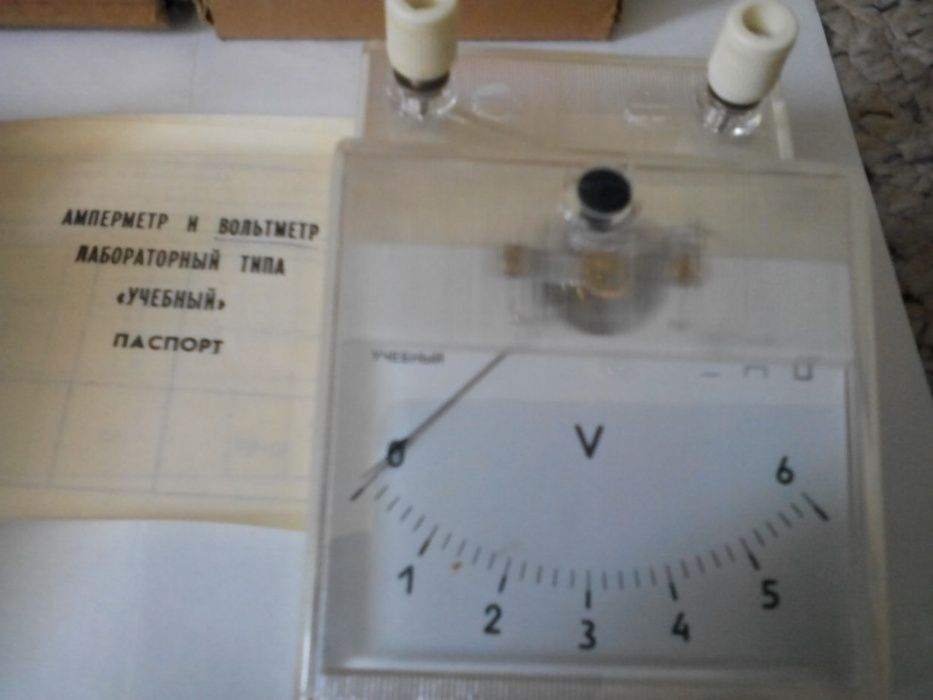 АМПЕРМЕТР И ВОЛЬТМЕТР
ЛАБОРАТОРНЫЙ ТИПА
«УЧЕБНЫЙ»
ПАСПОРТ
УЧЕБНЫЙ
V
0
1
2
3
4
5
6